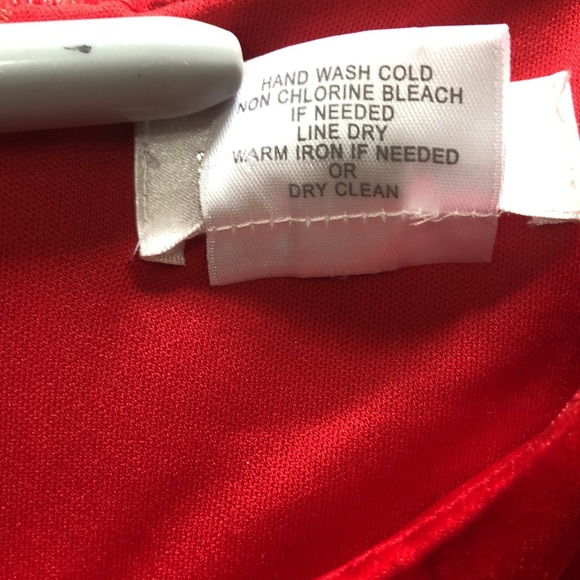 HAND WASH COLD
NON CHLORINE BLEACH
IF NEEDED
LINE DRY
WARM IRON IF NEEDED
OR
DRY CLEAN